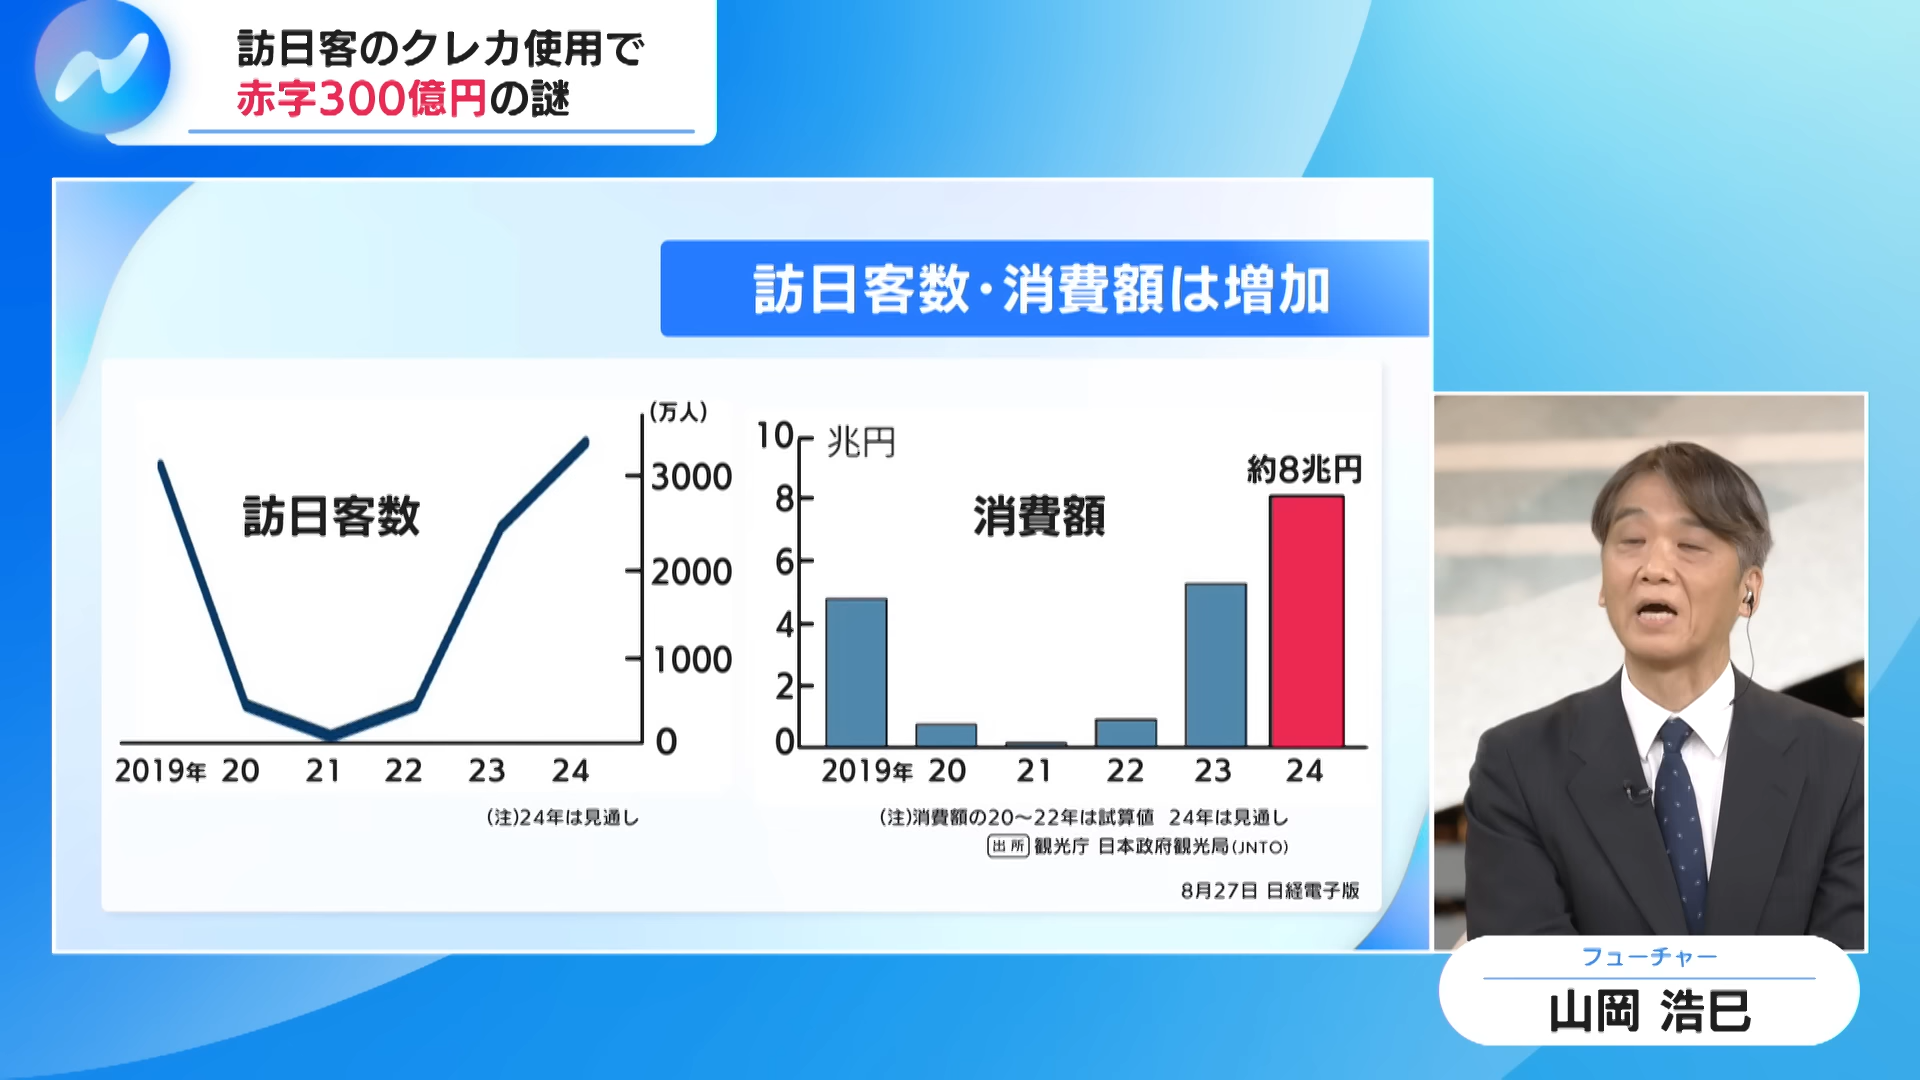 訪日客のクレカ使用で
赤字300億円の謎
訪日客数・消費額は増加
(万人)
訪日客数
3000
2000
1000
0
2019年 20 21 22 23 24
(注)24年は見通し
10 兆円
消費額
約8兆円
8
6
4
2
0
2019年 20 21 22 23 24
(注)消費額の20～22年は試算値 24年は見通し
出所 観光庁 日本政府観光局(JNTO)
8月27日 日経電子版
フューチャー
山岡 浩巳